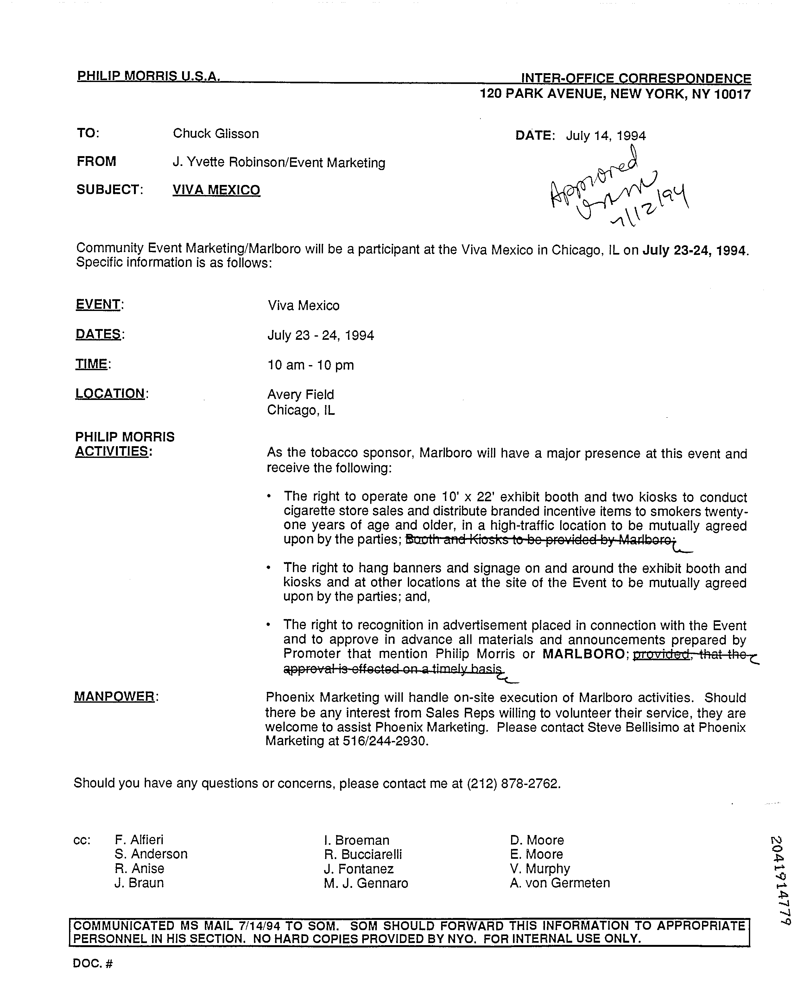 PHILIP MORRIS U.S.A.
INTER-OFFICE CORRESPONDENCE
120 PARK AVENUE, NEW YORK, NY 10017
TO: Chuck Glisson
DATE: July 14, 1994
FROM J. Yvette Robinson/Event Marketing
SUBJECT: VIVA MEXICO
Approved
7/12/94
Community Event Marketing/Marlboro will be a participant at the Viva Mexico in Chicago, IL on July 23-24, 1994.
Specific information is as follows:
EVENT: Viva Mexico
DATES: July 23 - 24, 1994
TIME: 10 am - 10 pm
LOCATION: Avery Field
Chicago, IL
PHILIP MORRIS
ACTIVITIES: As the tobacco sponsor, Marlboro will have a major presence at this event and
receive the following:
• The right to operate one 10' x 22' exhibit booth and two kiosks to conduct
cigarette store sales and distribute branded incentive items to smokers twenty-
one years of age and older, in a high-traffic location to be mutually agreed
upon by the parties; Booth and Kiosks to be provided by Marlboro;
• The right to hang banners and signage on and around the exhibit booth and
kiosks and at other locations at the site of the Event to be mutually agreed
upon by the parties; and,
• The right to recognition in advertisement placed in connection with the Event
and to approve in advance all materials and announcements prepared by
Promoter that mention Philip Morris or MARLBORO; provided, that the
approval is effected on a timely basis.
MANPOWER: Phoenix Marketing will handle on-site execution of Marlboro activities. Should
there be any interest from Sales Reps willing to volunteer their service, they are
welcome to assist Phoenix Marketing. Please contact Steve Bellisimo at Phoenix
Marketing at 516/244-2930.
Should you have any questions or concerns, please contact me at (212) 878-2762.
cc: F. Alfieri I. Broeman D. Moore
S. Anderson R. Bucciarelli E. Moore
R. Anise J. Fontanez V. Murphy
J. Braun M. J. Gennaro A. von Germeten
2041914779
COMMUNICATED MS MAIL 7/14/94 TO SOM. SOM SHOULD FORWARD THIS INFORMATION TO APPROPRIATE
PERSONNEL IN HIS SECTION. NO HARD COPIES PROVIDED BY NYO. FOR INTERNAL USE ONLY.
DOC. #